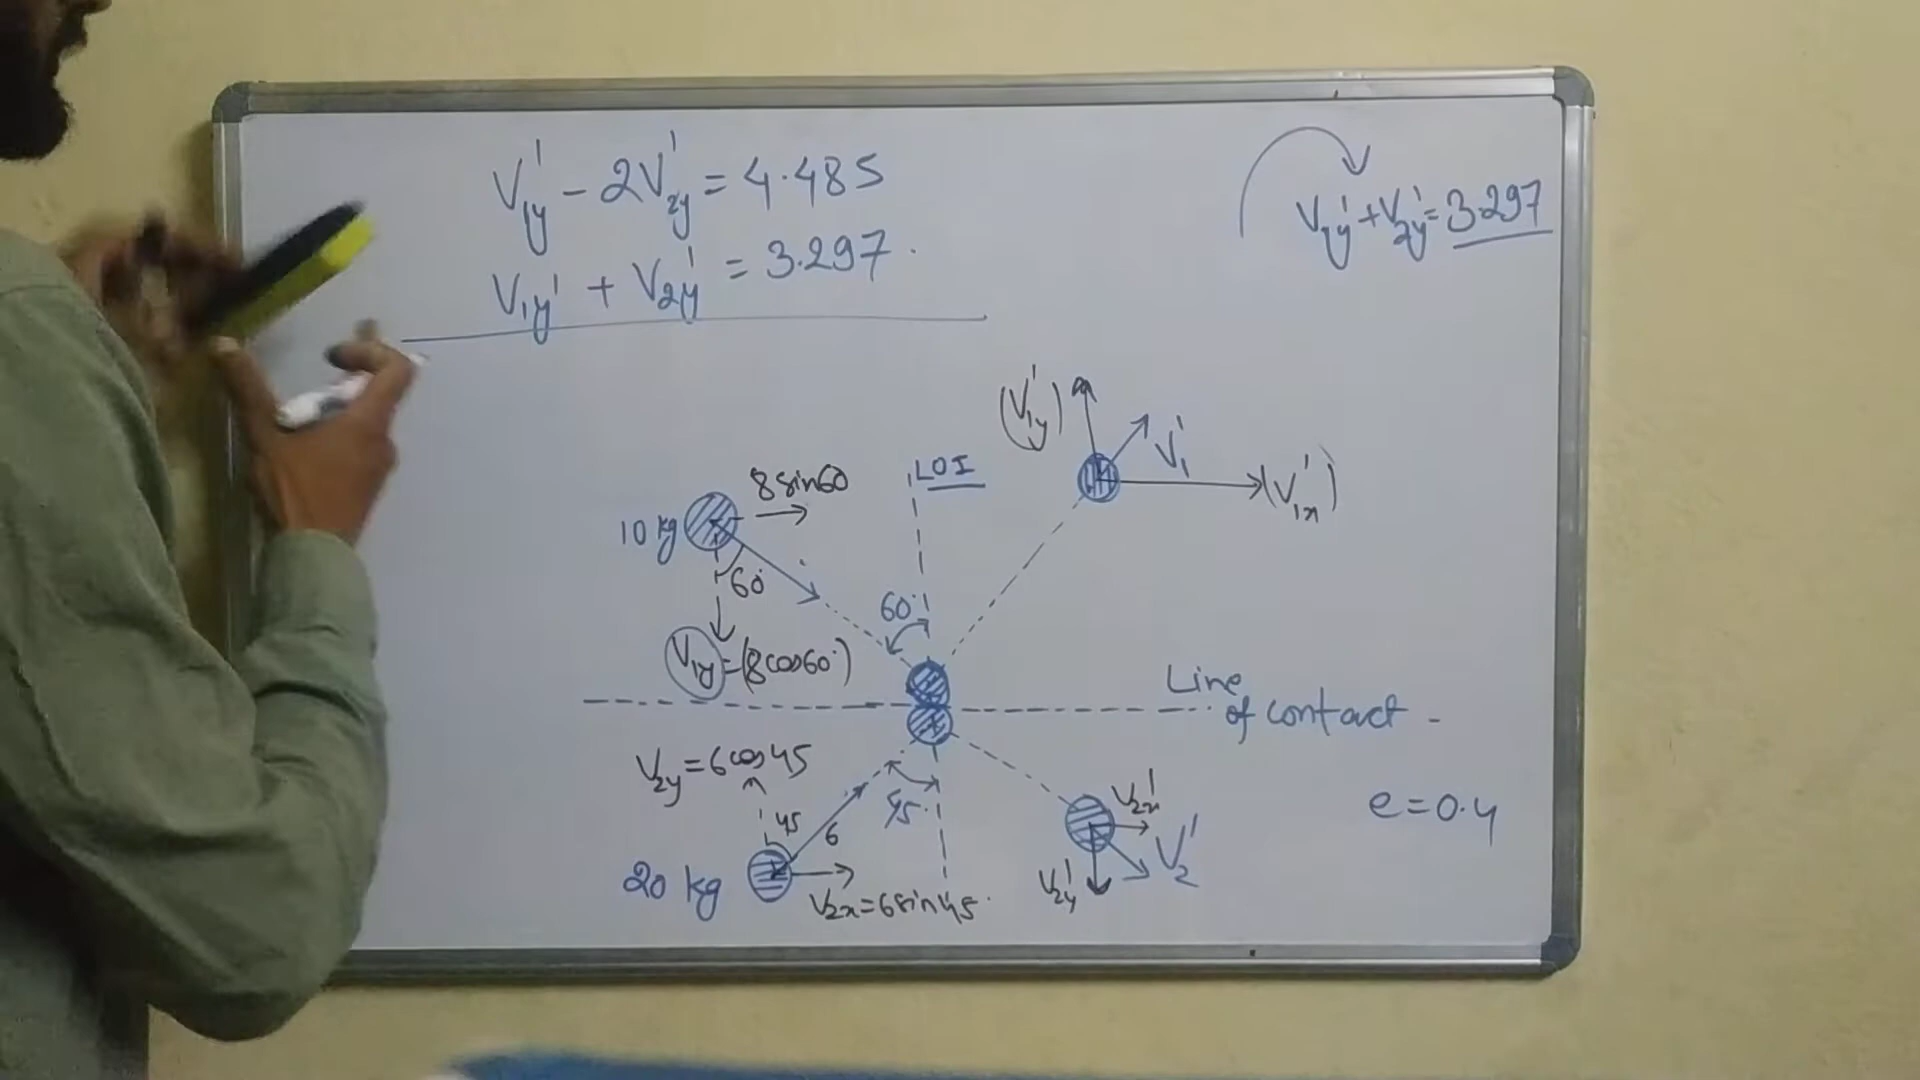 V₁y' - 2V₂y' = 4.485
V₁y' + V₂y' = 3.297
V₁y' + V₂y' = 3.297
(V₁y')
V₁'
(V₁x')
LOI
8 sin60
10 kg
60°
60°
V₁y = (8cos60°)
Line of contact
V₂y = 6cos45
45
6
45°
20 kg
V₂x = 6sin45
V₂x'
V₂'
V₂y'
e = 0.4